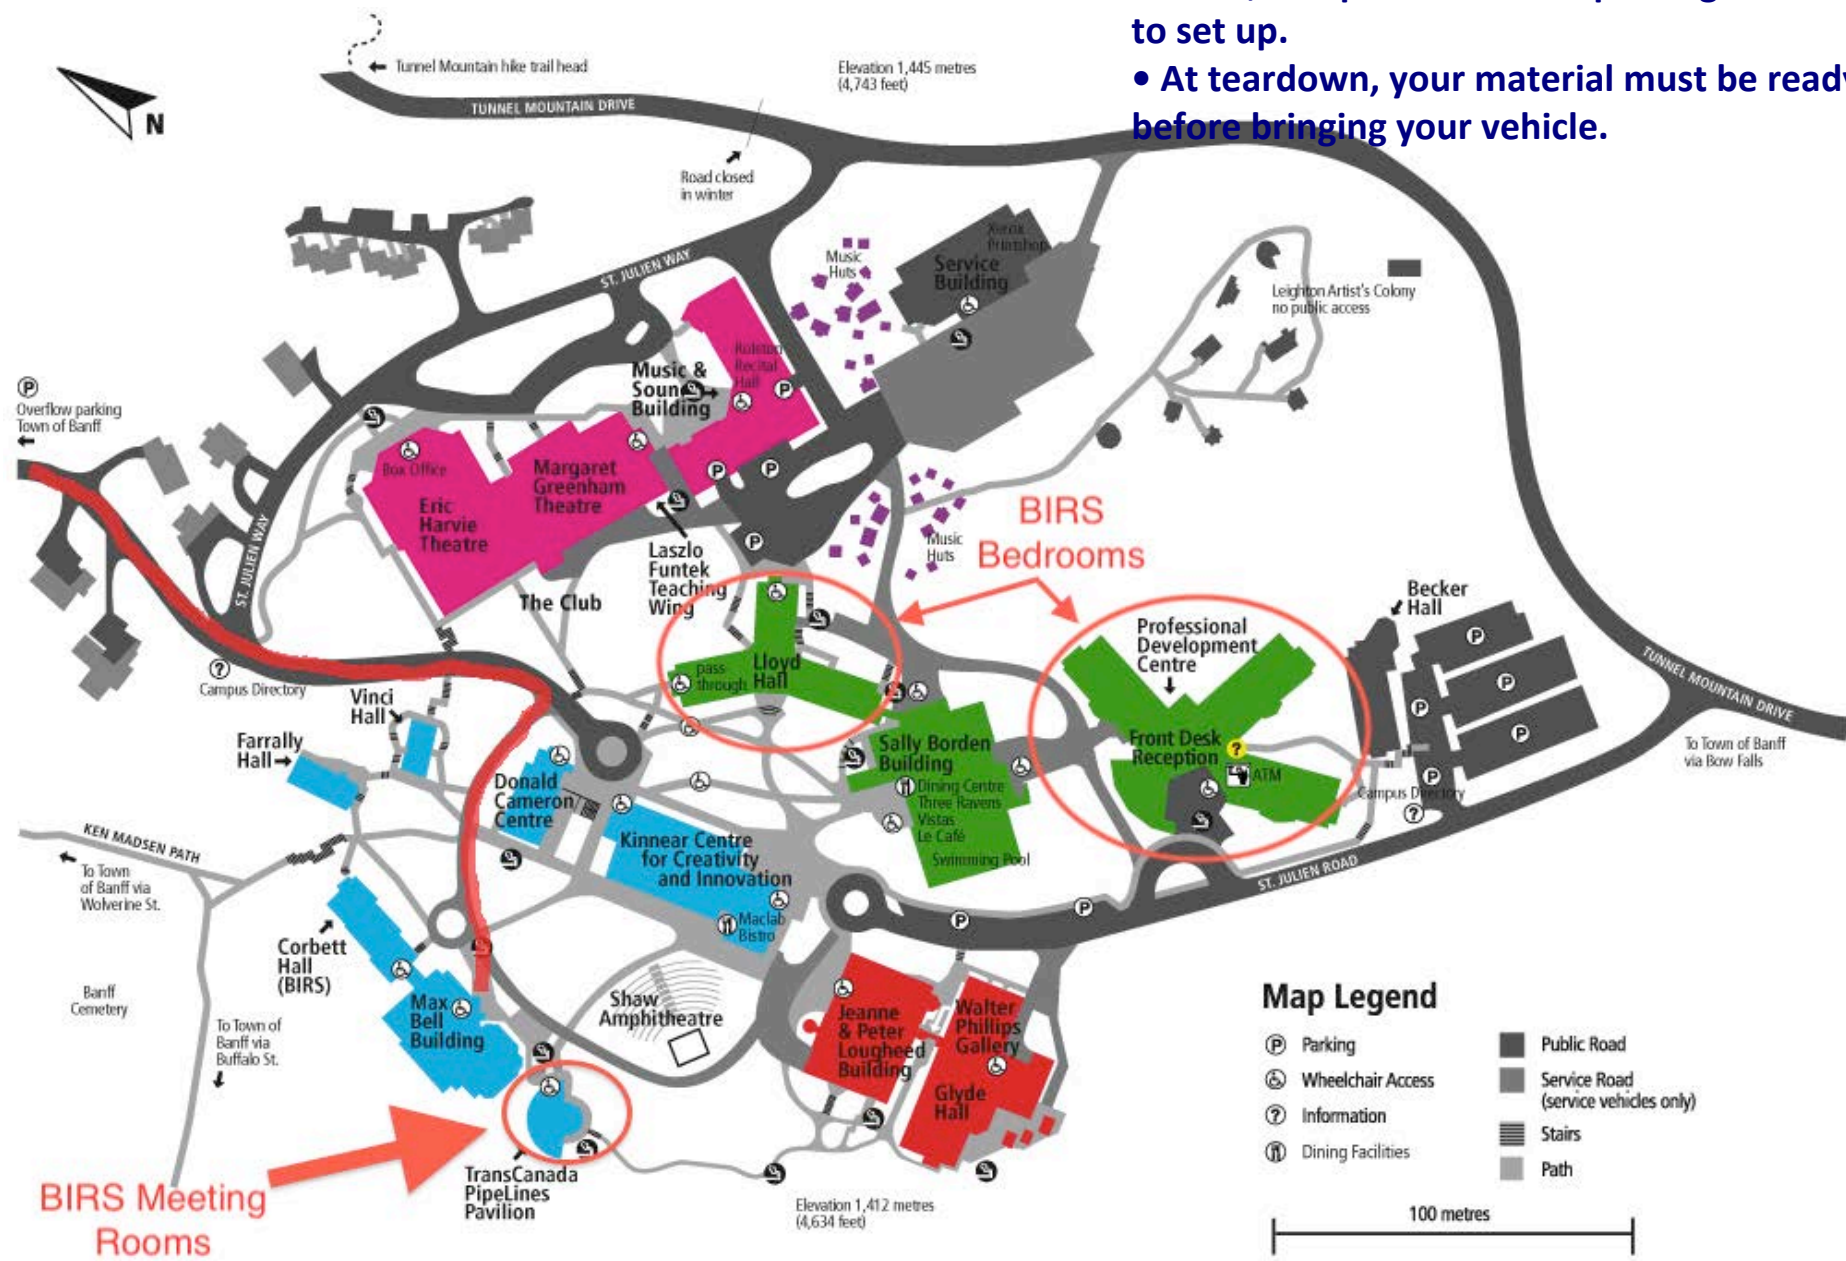 to set up.
• At teardown, your material must be ready
before bringing your vehicle.
Tunnel Mountain hike trail head
Elevation 1,445 metres
(4,743 feet)
TUNNEL MOUNTAIN DRIVE
N
Road closed
in winter
ST. JULIEN WAY
Music
Huts
Xerox
Printshop
Service
Building
Leighton Artist's Colony
no public access
P
Overflow parking
Town of Banff
Music &
Sound
Building
Rolston
Recital
Hall
P
Box Office
Eric
Harvie
Theatre
Margaret
Greenham
Theatre
P
P
P
Laszlo
Funtek
Teaching
Wing
The Club
ST. JULIEN WAY
Music
Huts
BIRS
Bedrooms
Becker
Hall
P
P
P
P
P
TUNNEL MOUNTAIN DRIVE
To Town of Banff
via Bow Falls
Professional
Development
Centre
Front Desk
Reception
?
ATM
Campus Directory
?
pass
through
Lloyd
Hall
Sally Borden
Building
Dining Centre
Three Ravens
Vistas
Le Café
Swimming Pool
?
Campus Directory
Vinci
Hall
Farrally
Hall
Donald
Cameron
Centre
Kinnear Centre
for Creativity
and Innovation
Maclab
Bistro
ST. JULIEN ROAD
P
P
KEN MADSEN PATH
To Town
of Banff via
Wolverine St.
Corbett
Hall
(BIRS)
Banff
Cemetery
To Town of
Banff via
Buffalo St.
Max
Bell
Building
Shaw
Amphitheatre
Jeanne
& Peter
Lougheed
Building
Walter
Phillips
Gallery
Glyde
Hall
TransCanada
PipeLines
Pavilion
BIRS Meeting
Rooms
Elevation 1,412 metres
(4,634 feet)
Map Legend
P Parking
Wheelchair Access
? Information
Dining Facilities
Public Road
Service Road
(service vehicles only)
Stairs
Path
100 metres